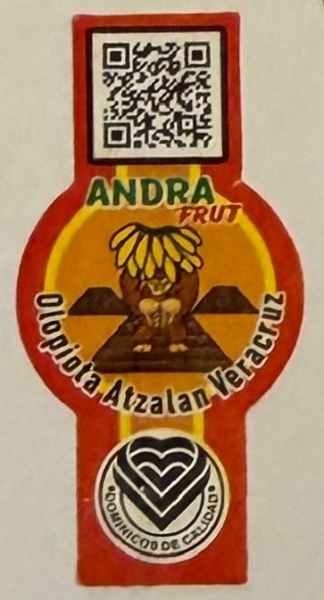 ANDRA
FRUT
Olopiota Atzalan Veracruz
DOMINICOS DE CALIDAD